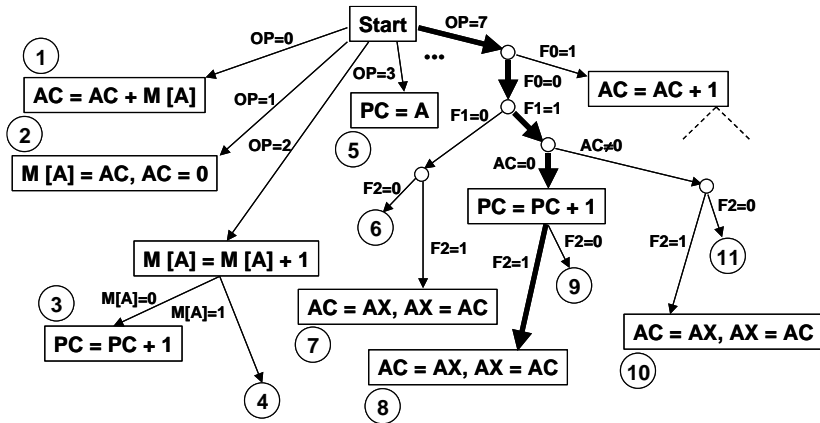 Start
OP=7
OP=0
1
F0=1
...
OP=3
F0=0
AC = AC + M [A]
OP=1
PC = A
AC = AC + 1
F1=0
F1=1
2
OP=2
5
AC≠0
AC=0
M [A] = AC, AC = 0
F2=0
PC = PC + 1
F2=0
6
F2=1
F2=1
F2=0
F2=1
11
M [A] = M [A] + 1
9
3
M[A]=0
M[A]=1
AC = AX, AX = AC
PC = PC + 1
7
AC = AX, AX = AC
AC = AX, AX = AC
10
4
8